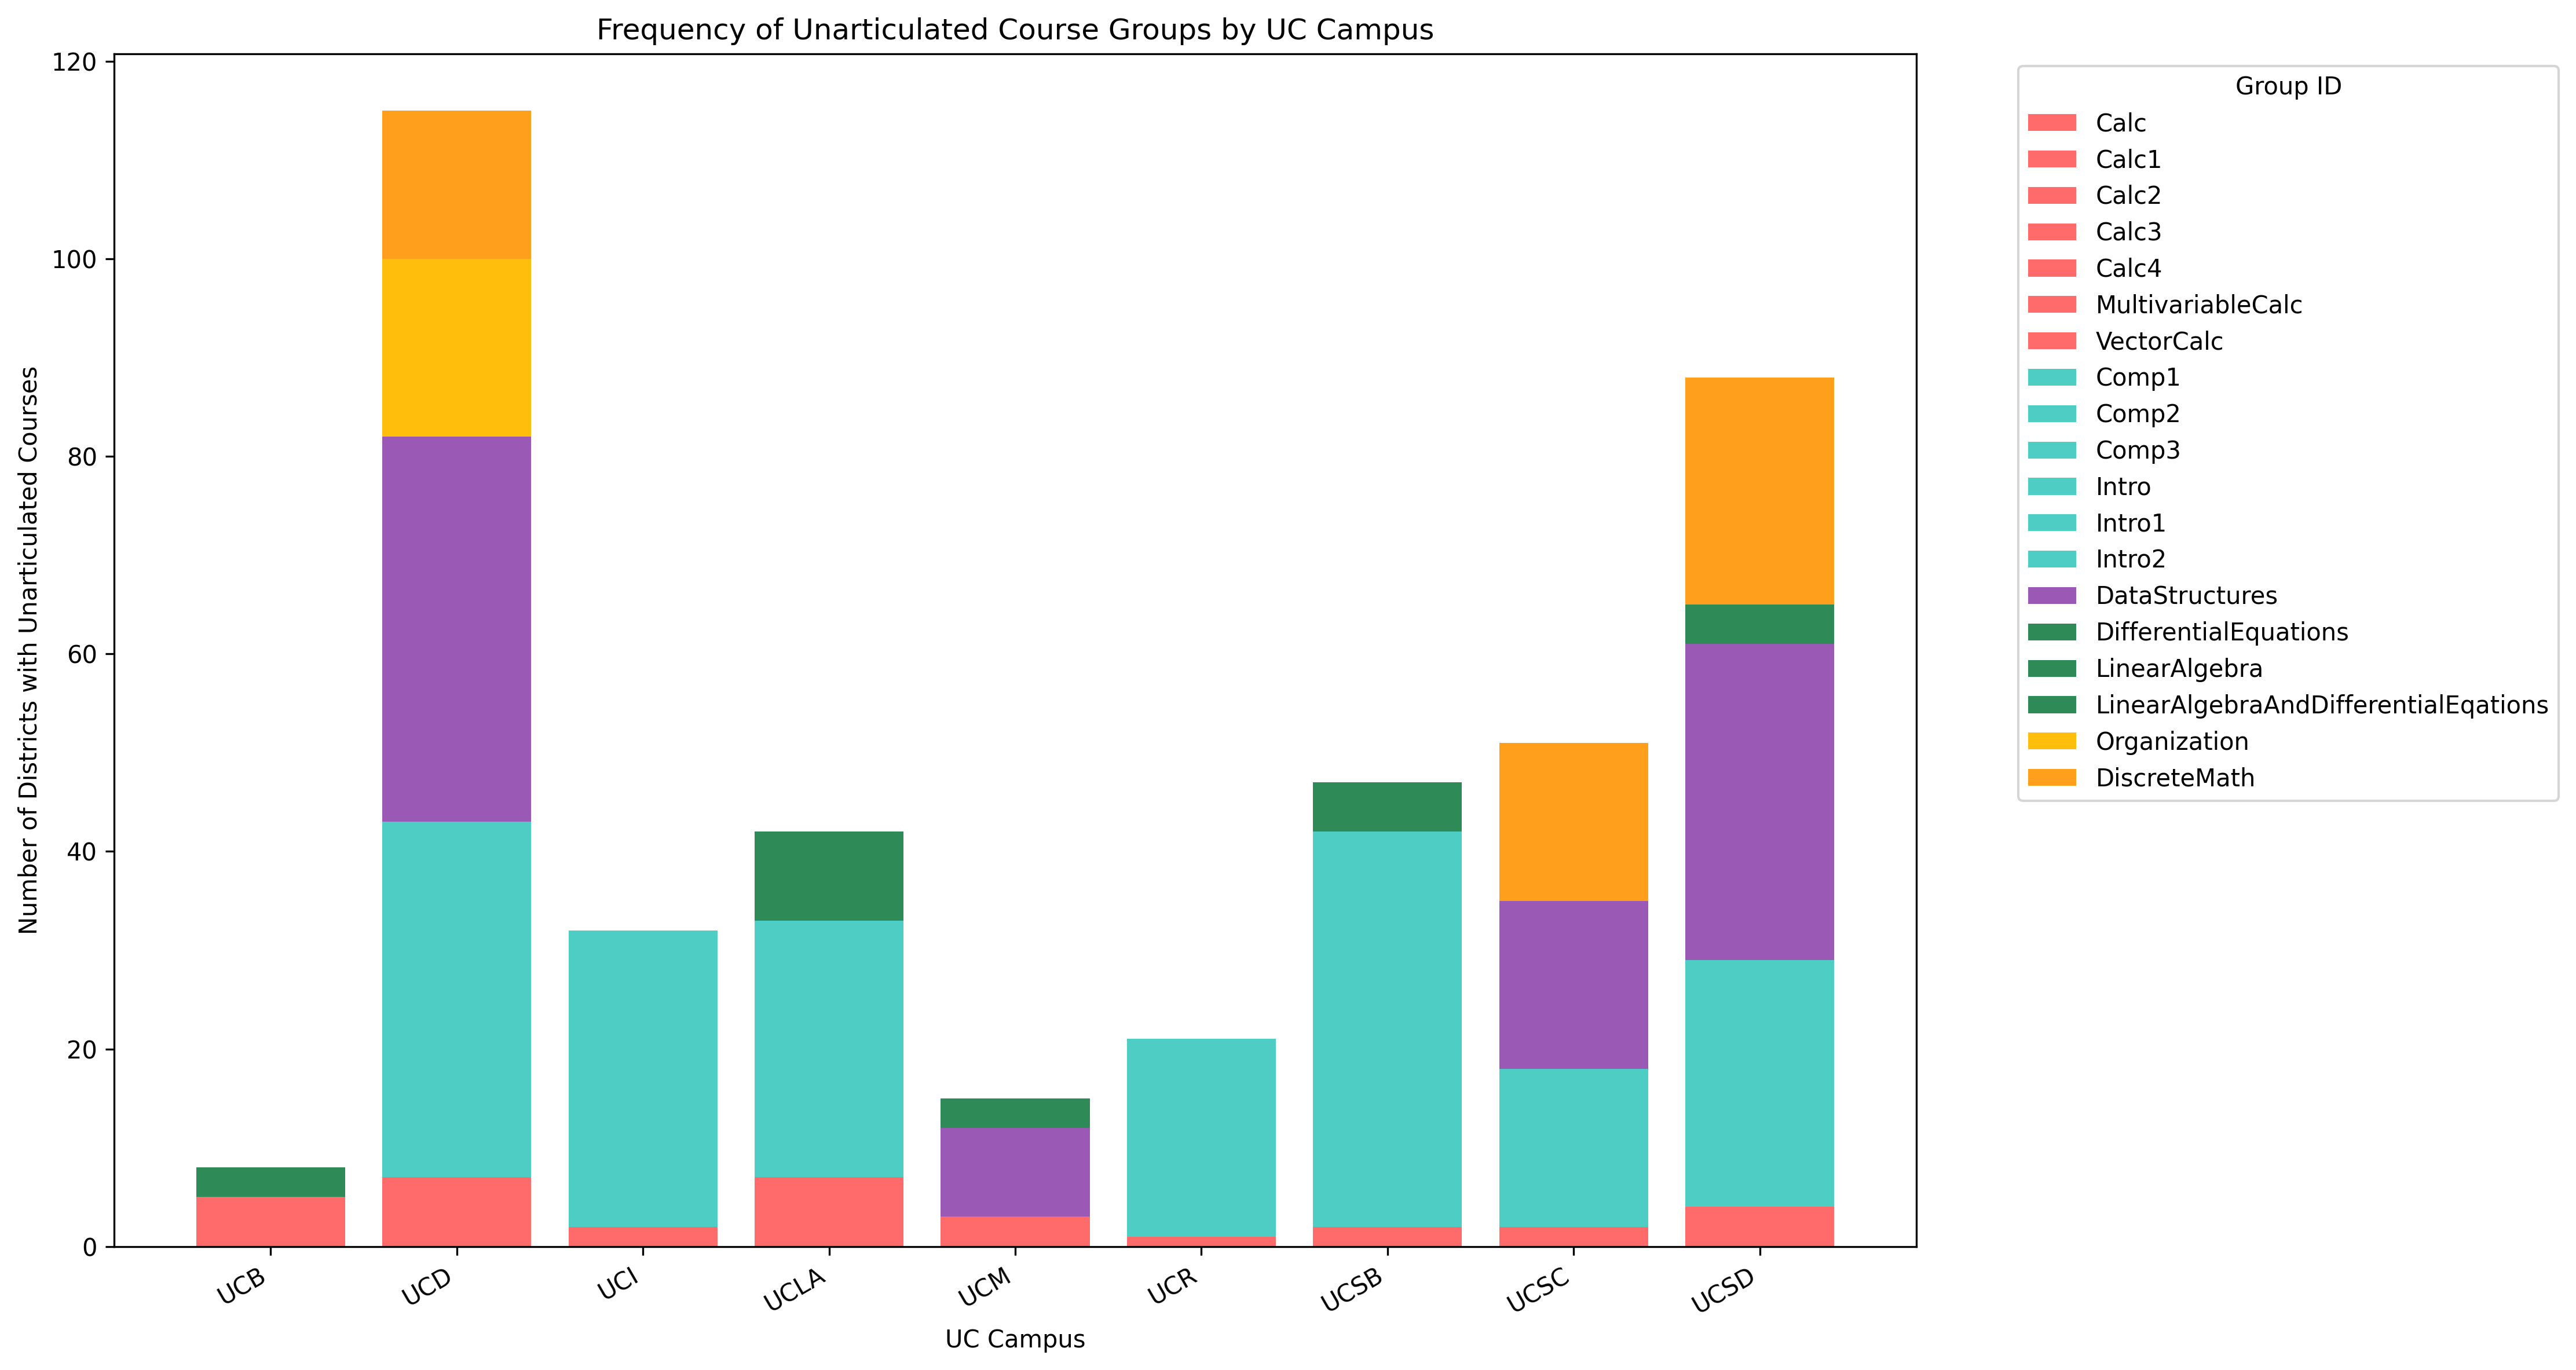 Frequency of Unarticulated Course Groups by UC Campus
Number of Districts with Unarticulated Courses
120
100
80
60
40
20
0
UCB
UCD
UCI
UCLA
UCM
UCR
UCSB
UCSC
UCSD
UC Campus
Group ID
Calc
Calc1
Calc2
Calc3
Calc4
MultivariableCalc
VectorCalc
Comp1
Comp2
Comp3
Intro
Intro1
Intro2
DataStructures
DifferentialEquations
LinearAlgebra
LinearAlgebraAndDifferentialEqations
Organization
DiscreteMath